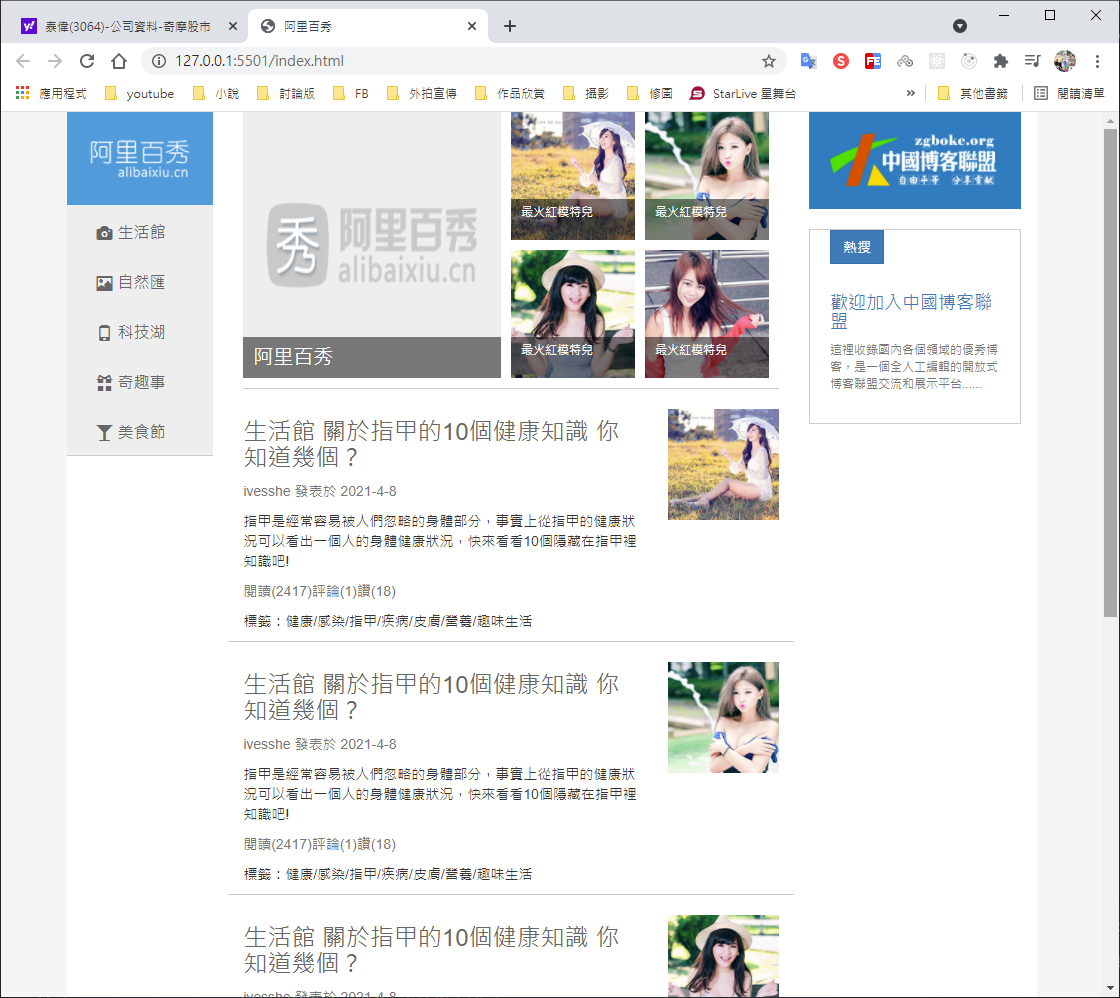 泰偉(3064)-公司資料-奇摩股市
阿里百秀
127.0.0.1:5501/index.html
應用程式
youtube
小說
討論版
FB
外拍宣傳
作品欣賞
攝影
修圖
StarLive 星舞台
»
其他書籤
閱讀清單
阿里百秀
alibaixiu.cn
生活館
自然匯
科技湖
奇趣事
美食節
秀 阿里百秀
alibaixiu.cn
阿里百秀
最火紅模特兒
最火紅模特兒
最火紅模特兒
最火紅模特兒
zgboke.org
中國博客聯盟
自由平等 分享貢獻
熱搜
歡迎加入中國博客聯
盟
這裡收錄國內各個領域的優秀博
客，是一個全人工編輯的開放式
博客聯盟交流和展示平台......
生活館 關於指甲的10個健康知識 你
知道幾個？
ivesshe 發表於 2021-4-8
指甲是經常容易被人們忽略的身體部分，事實上從指甲的健康狀
況可以看出一個人的身體健康狀況，快來看看10個隱藏在指甲裡
知識吧!
閱讀(2417)評論(1)讚(18)
標籤：健康/感染/指甲/疾病/皮膚/營養/趣味生活
生活館 關於指甲的10個健康知識 你
知道幾個？
ivesshe 發表於 2021-4-8
指甲是經常容易被人們忽略的身體部分，事實上從指甲的健康狀
況可以看出一個人的身體健康狀況，快來看看10個隱藏在指甲裡
知識吧!
閱讀(2417)評論(1)讚(18)
標籤：健康/感染/指甲/疾病/皮膚/營養/趣味生活
生活館 關於指甲的10個健康知識 你
知道幾個？
ivesshe 發表於 2021-4-8